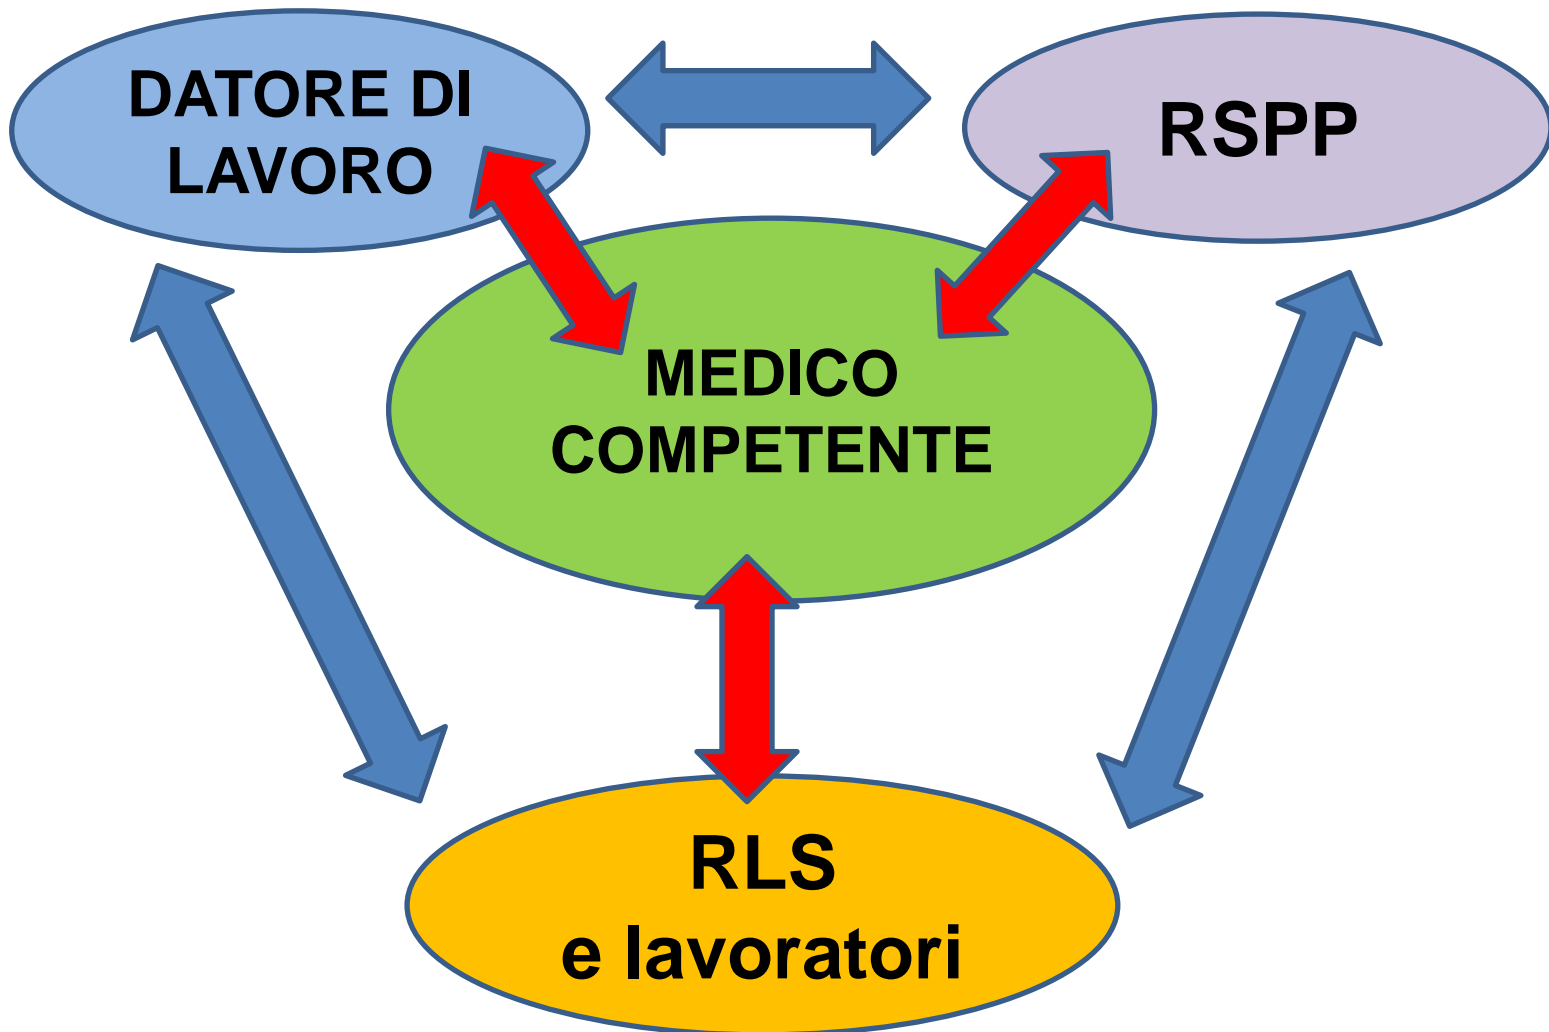 DATORE DI
LAVORO
RSPP
MEDICO
COMPETENTE
RLS
e lavoratori